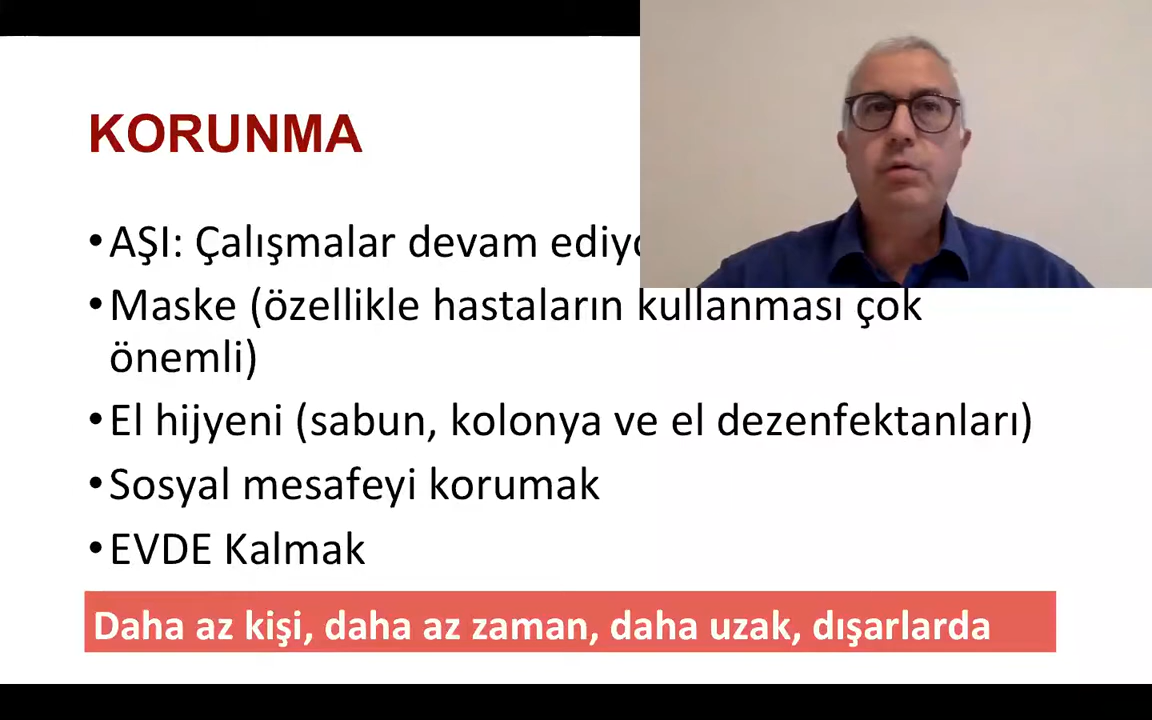 KORUNMA
•AŞI: Çalışmalar devam
•Maske (özellikle hastaların kullanması çok
önemli)
•El hijyeni (sabun, kolonya ve el dezenfektanları)
•Sosyal mesafeyi korumak
•EVDE Kalmak
Daha az kişi, daha az zaman, daha uzak, dışarlarda